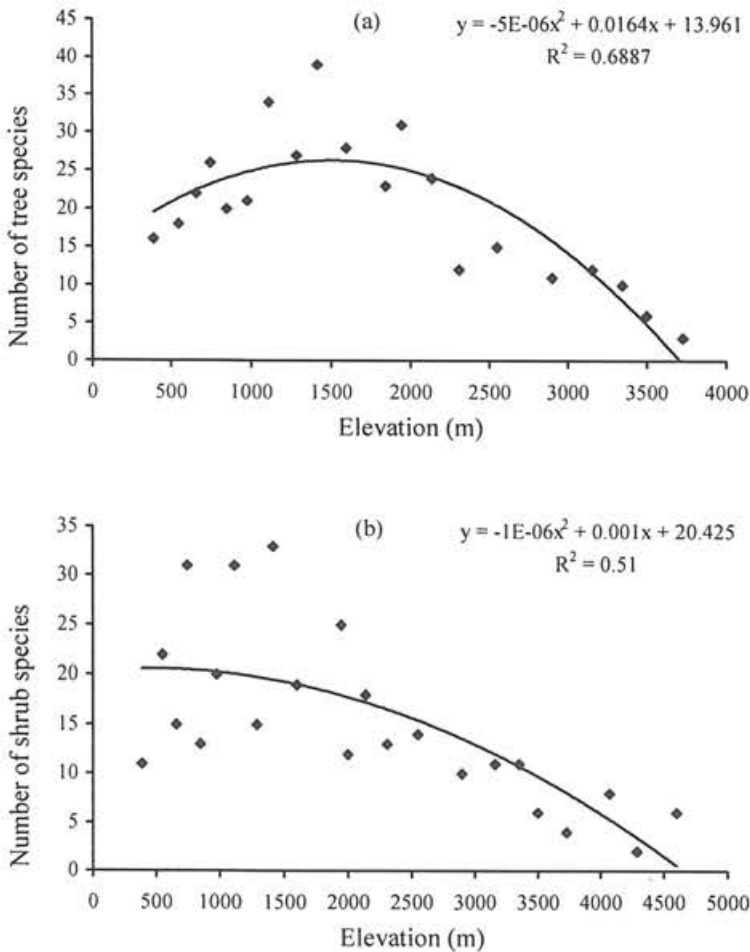 (a)
y = -5E-06x² + 0.0164x + 13.961
R² = 0.6887
45
40
35
30
25
20
15
10
5
0
Number of tree species
0 500 1000 1500 2000 2500 3000 3500 4000
Elevation (m)
(b)
y = -1E-06x² + 0.001x + 20.425
R² = 0.51
35
30
25
20
15
10
5
0
Number of shrub species
0 500 1000 1500 2000 2500 3000 3500 4000 4500 5000
Elevation (m)